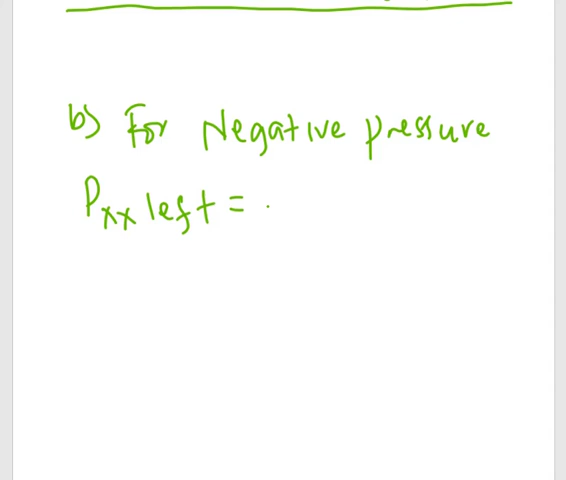 b) For Negative pressure
Pxx left =